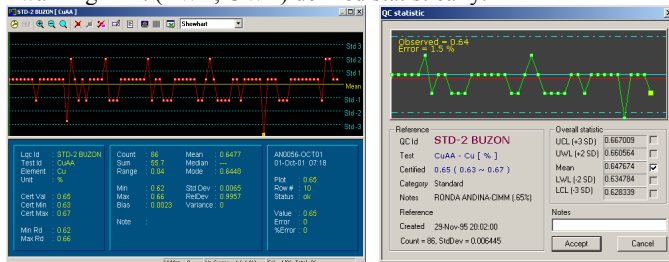 STD-2 BUZON [ CuAA ]
Showhart
Std 3
Std 2
Std 1
Mean
Std -1
Std -2
Std -3
Lqc Id : STD-2 BUZON
Test Id : CuAA
Element : Cu
Unit : %
Cert Val : 0.65
Cert Min : 0.63
Cert Max : 0.67
Min Rd : 0.62
Max Rd : 0.66
Count : 86
Sum : 55.7
Range : 0.04
Min : 0.62
Max : 0.66
Bias : 0.0023
Note :
Mean : 0.6477
Median : ---
Mode : 0.6448
Std Dev : 0.0065
RelDev : 0.9957
Variance : 0
AN0056-OCT01
01-Oct-01 07:18
Plot : 0.65
Row # : 10
Status : ok
Value : 0.65
Error : 0
%Error : 0
QC statistic
Observed = 0.64
Error = 1.5 %
Reference
QC Id STD-2 BUZON
Test CuAA - Cu [ % ]
Certified 0.65 ( 0.63 ~ 0.67 )
Category Standard
Notes RONDA ANDINA-CIMM (.65%)
Reference
Created 29-Nov-95 20:02:00
Count = 86, StdDev = 0.006445
Overall statistic
UCL (+3 SD) 0.667009
UWL (+2 SD) 0.660564
Mean 0.647674
LWL (-2 SD) 0.634784
LCL (-3 SD) 0.628339
Notes
Accept Cancel